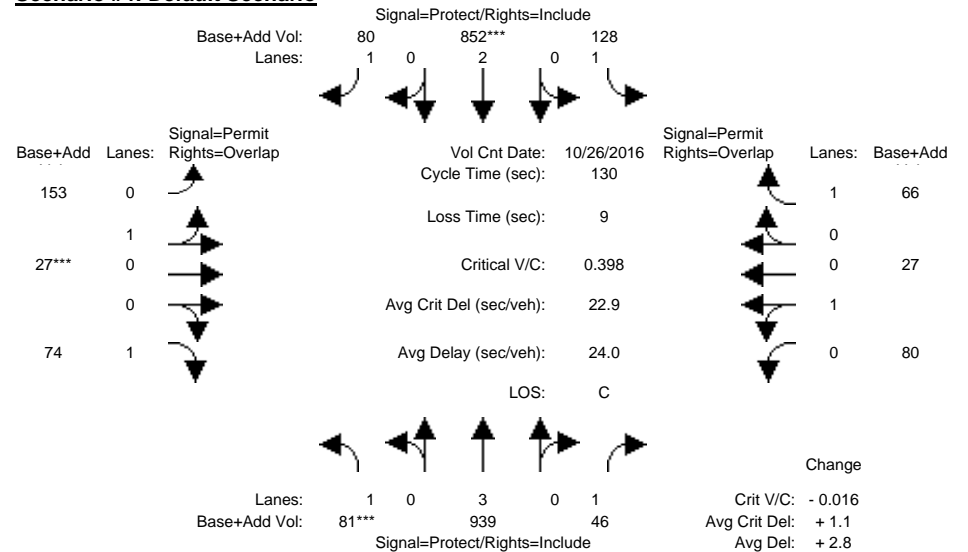 Scenario Default Scenario
Signal=Protect/Rights=Include
Base+Add Vol: 80 852*** 128
Lanes: 1 0 2 0 1
Signal=Permit Signal=Permit
Base+Add Lanes: Rights=Overlap Vol Cnt Date: 10/26/2016 Rights=Overlap Lanes: Base+Add
Cycle Time (sec): 130
153 0 1 66
Loss Time (sec): 9
1 0
27*** 0 Critical V/C: 0.398 0 27
0 Avg Crit Del (sec/veh): 22.9 1
74 1 Avg Delay (sec/veh): 24.0 0 80
LOS: C
Change
Lanes: 1 0 3 0 1 Crit V/C: - 0.016
Base+Add Vol: 81*** 939 46 Avg Crit Del: + 1.1
Signal=Protect/Rights=Include Avg Del: + 2.8